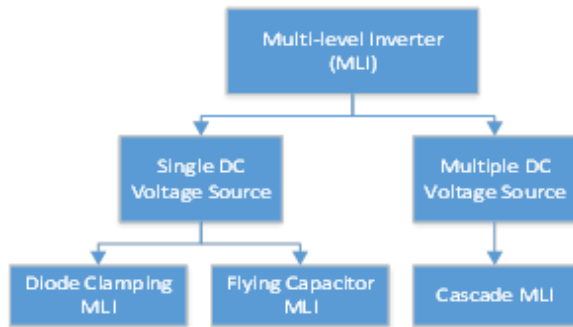 Multi-level Inverter
(MLI)
Single DC
Voltage Source
Multiple DC
Voltage Source
Diode Clamping
MLI
Flying Capacitor
MLI
Cascade MLI